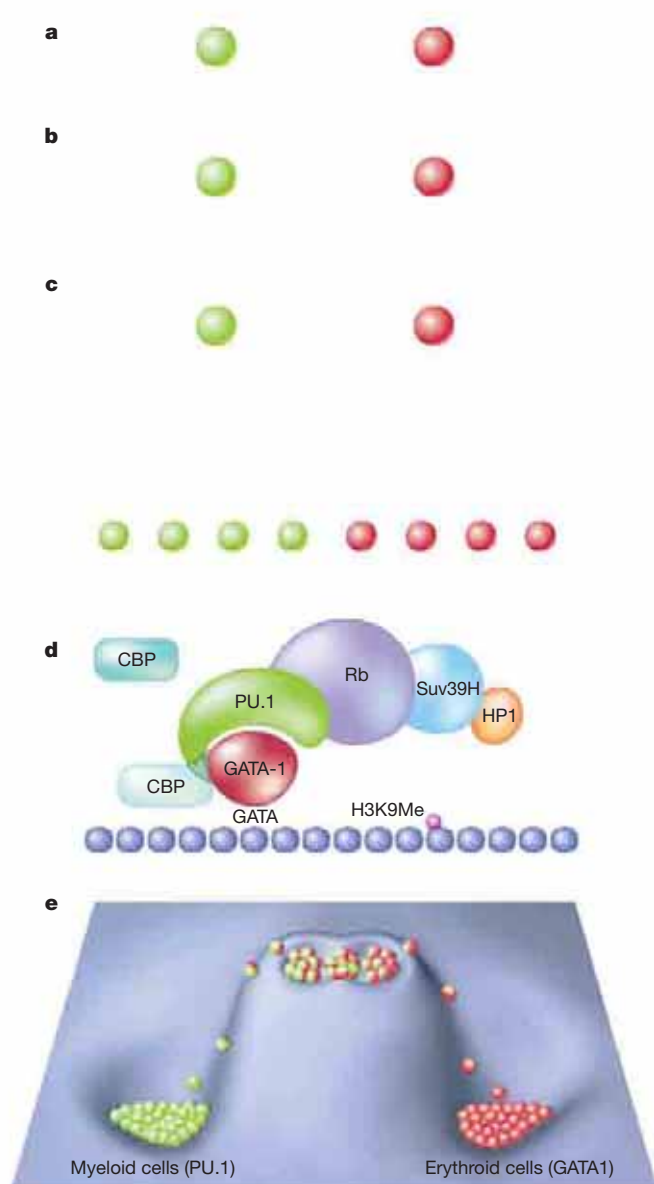 a
b
c
d
CBP
Rb
PU.1
Suv39H
HP1
GATA-1
CBP
GATA
H3K9Me
e
Myeloid cells (PU.1)
Erythroid cells (GATA1)